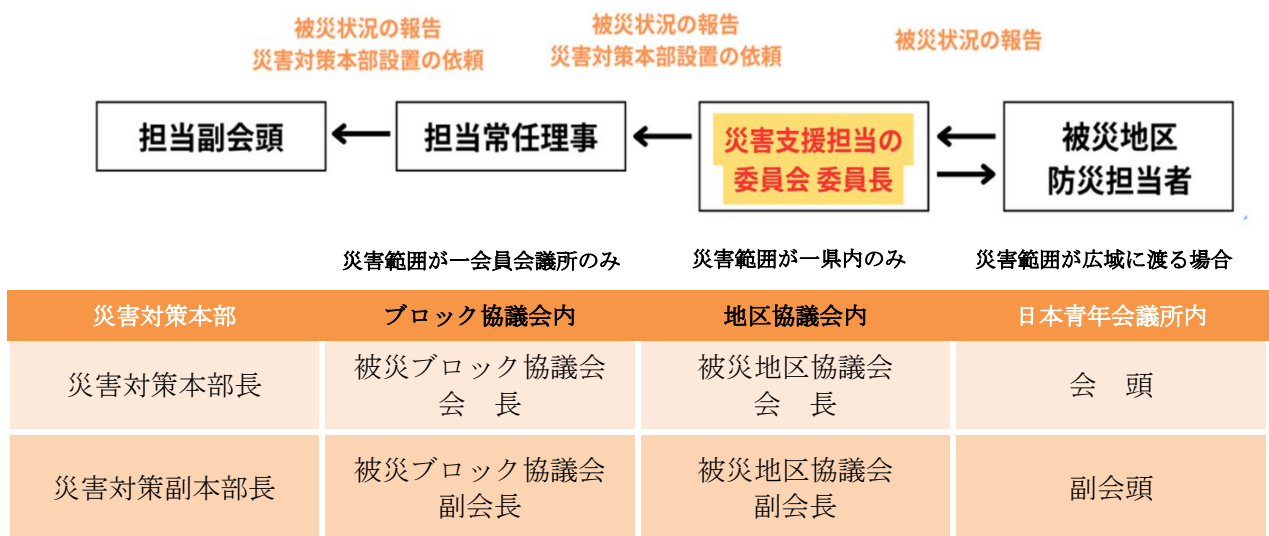 被災状況の報告
災害対策本部設置の依頼
被災状況の報告
災害対策本部設置の依頼
被災状況の報告
担当副会頭
担当常任理事
災害支援担当の
委員会 委員長
被災地区
防災担当者
災害範囲が一会員会議所のみ
災害範囲が一県内のみ
災害範囲が広域に渡る場合
災害対策本部
ブロック協議会内
地区協議会内
日本青年会議所内
災害対策本部長
被災ブロック協議会
会　長
被災地区協議会
会　長
会　頭
災害対策副本部長
被災ブロック協議会
副会長
被災地区協議会
副会長
副会頭